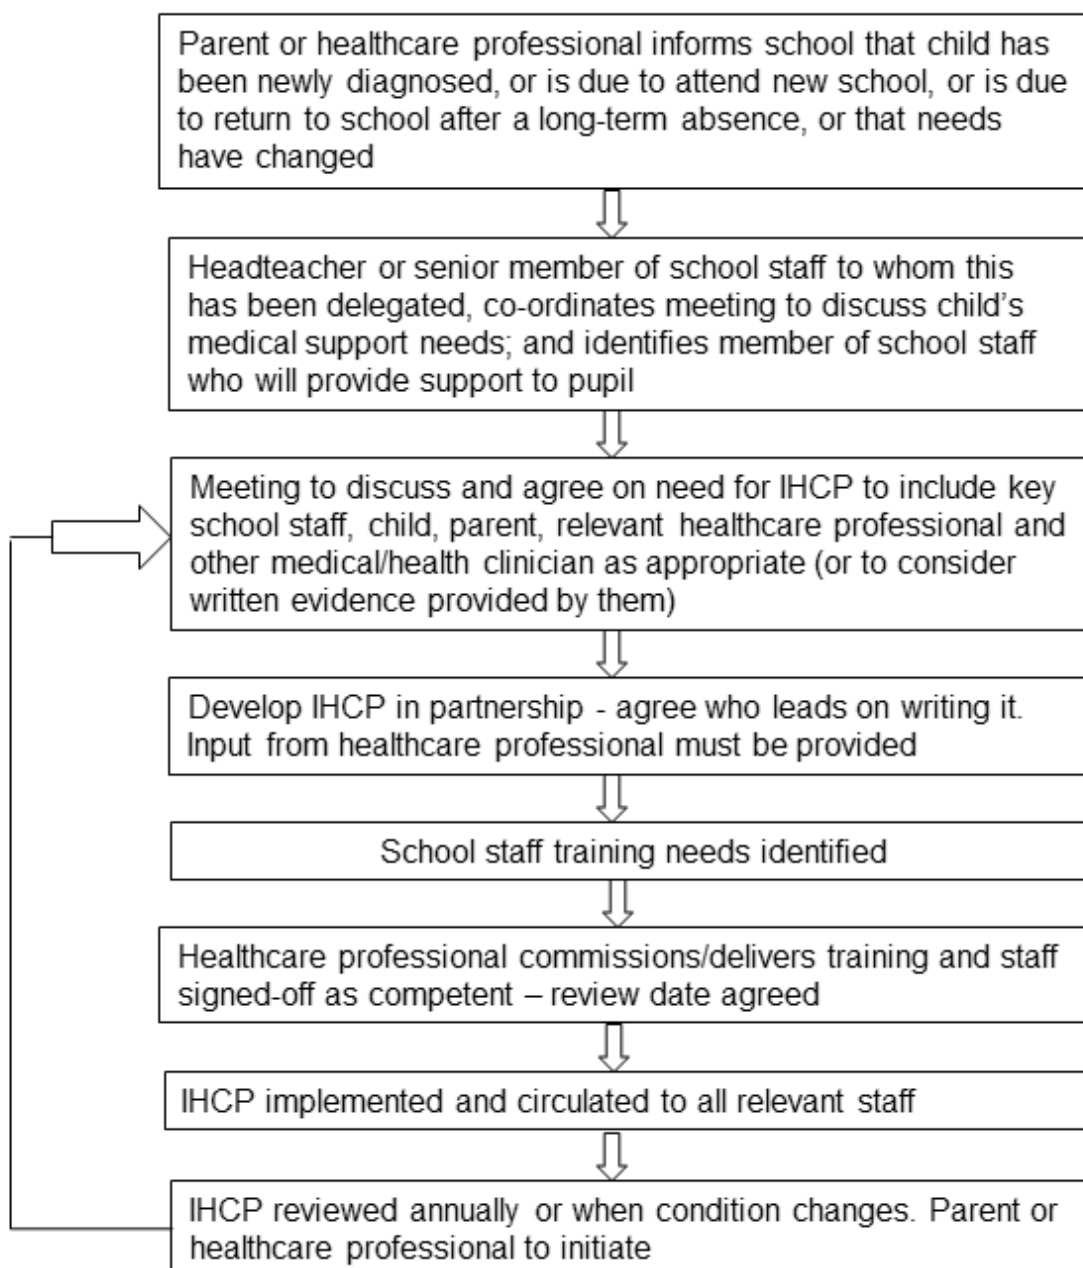 Parent or healthcare professional informs school that child has
been newly diagnosed, or is due to attend new school, or is due
to return to school after a long-term absence, or that needs
have changed
Headteacher or senior member of school staff to whom this
has been delegated, co-ordinates meeting to discuss child's
medical support needs; and identifies member of school staff
who will provide support to pupil
Meeting to discuss and agree on need for IHCP to include key
school staff, child, parent, relevant healthcare professional and
other medical/health clinician as appropriate (or to consider
written evidence provided by them)
Develop IHCP in partnership - agree who leads on writing it.
Input from healthcare professional must be provided
School staff training needs identified
Healthcare professional commissions/delivers training and staff
signed-off as competent – review date agreed
IHCP implemented and circulated to all relevant staff
IHCP reviewed annually or when condition changes. Parent or
healthcare professional to initiate